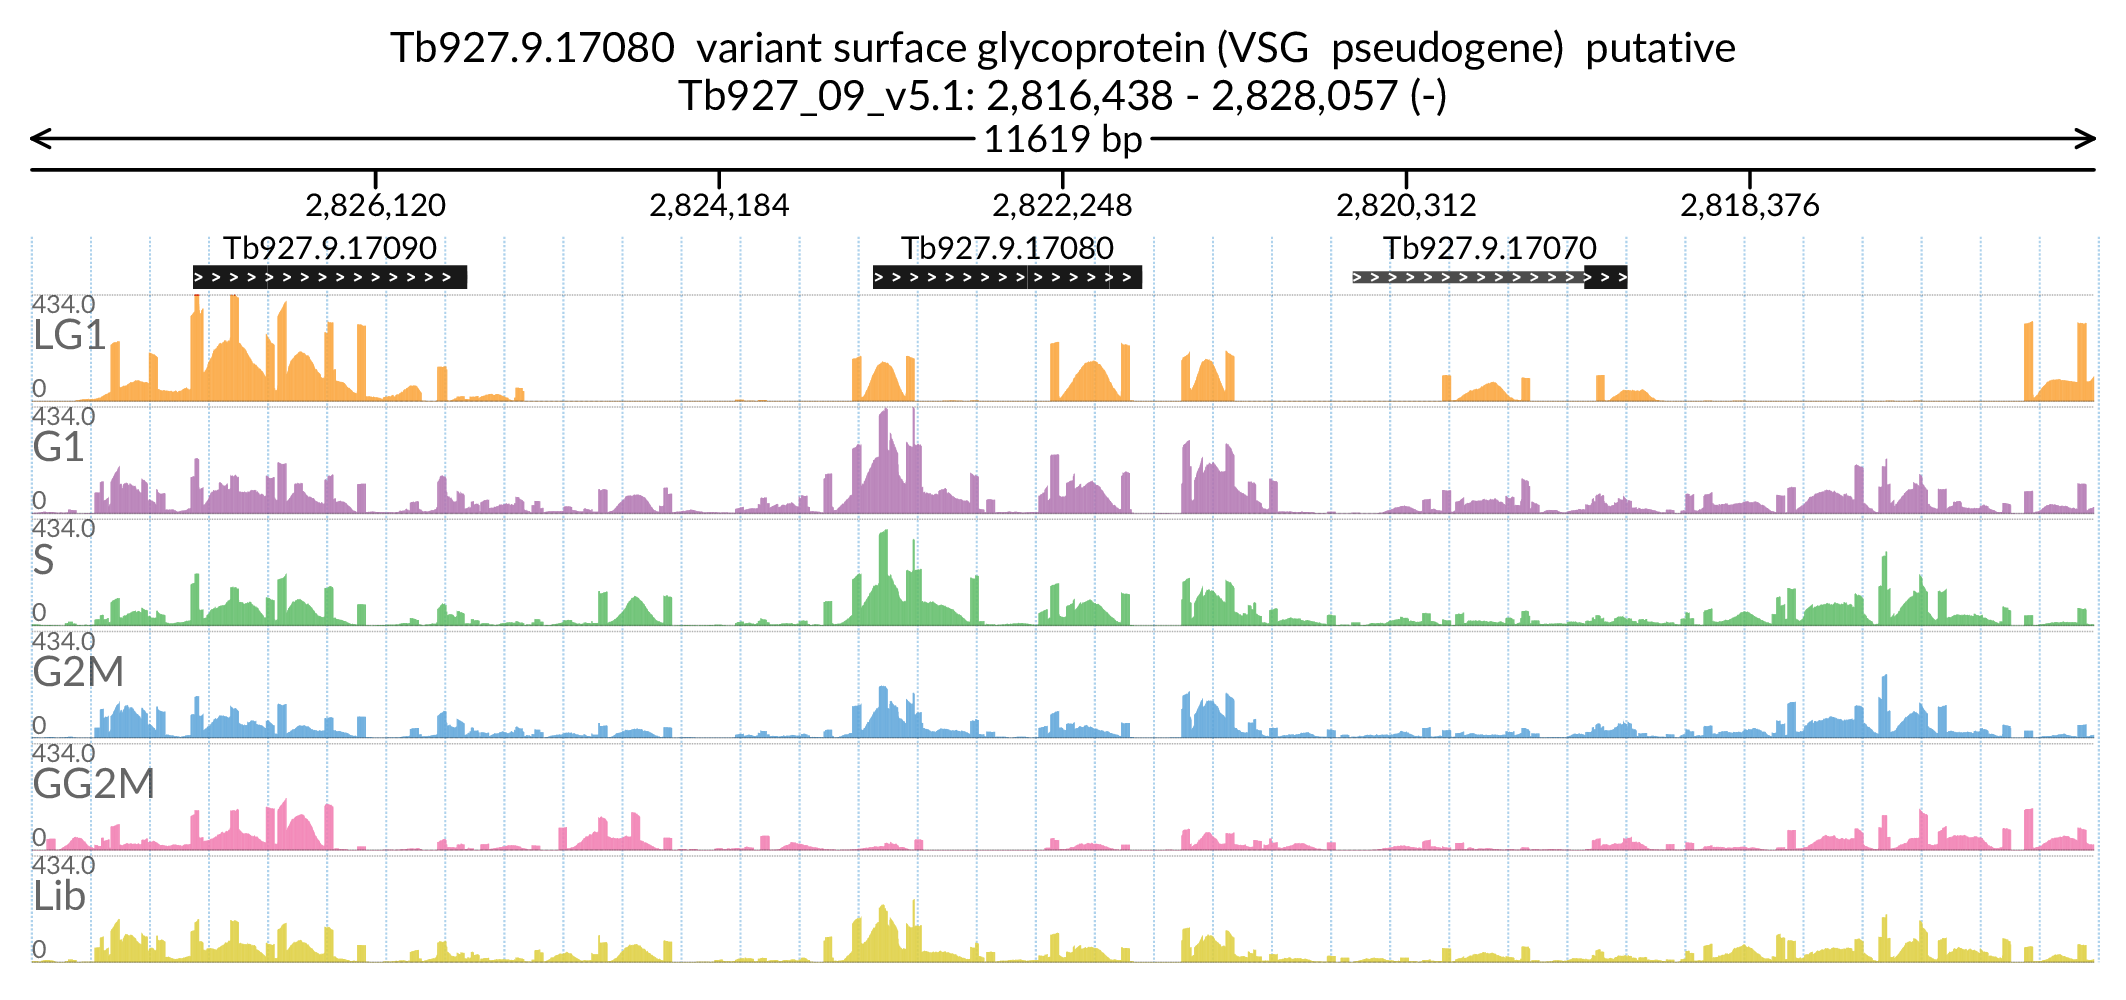 Tb927.9.17080 variant surface glycoprotein (VSG pseudogene) putative
Tb927_09_v5.1: 2,816,438 - 2,828,057 (-)
11619 bp
2,826,120 2,824,184 2,822,248 2,820,312 2,818,376
Tb927.9.17090 Tb927.9.17080 Tb927.9.17070
434.0
LG1
0
434.0
G1
0
434.0
S
0
434.0
G2M
0
434.0
GG2M
0
434.0
Lib
0